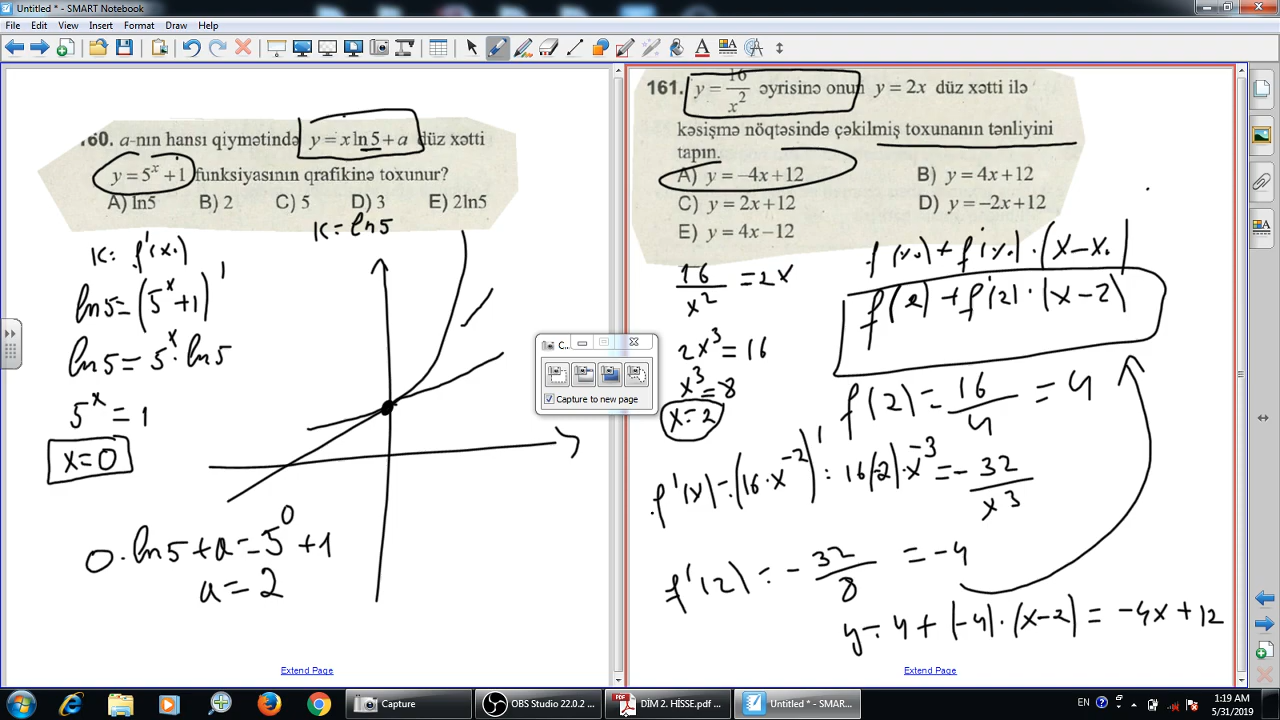 Untitled * - SMART Notebook
File Edit View Insert Format Tools Draw Help
160. a-nın hansı qiymətində y = x ln 5 + a düz xətti
y = 5^x + 1 funksiyasının qrafikinə toxunur?
A) ln5 B) 2 C) 5 D) 3 E) 2ln5
K = ln5
K = f'(x₀)
ln5 = (5^x + 1)'
ln5 = 5^x · ln5
5^x = 1
x = 0
0 · ln5 + a = 5^0 + 1
a = 2
Extend Page
161. y = 16/x² əyrisinə onun y = 2x düz xətti ilə
kəsişmə nöqtəsində çəkilmiş toxunanın tənliyini
tapın.
A) y = −4x + 12 B) y = 4x + 12
C) y = 2x + 12 D) y = −2x + 12
E) y = 4x − 12
f(x₀) + f'(x₀) · (x − x₀)
16/x² = 2x
f(2) + f'(2) · (x − 2)
2x³ = 16
x³ = 8
x = 2
f(2) = 16/4 = 4
f'(x) = (16 · x^−2)' = 16(−2) · x^−3 = − 32/x³
f'(2) = − 32/8 = −4
y = 4 + (−4) · (x − 2) = −4x + 12
Extend Page
C..
Capture to new page
Capture
OBS Studio 22.0.2 ...
DİM 2. HİSSE.pdf ...
Untitled * - SMAR...
EN
1:19 AM
5/31/2019